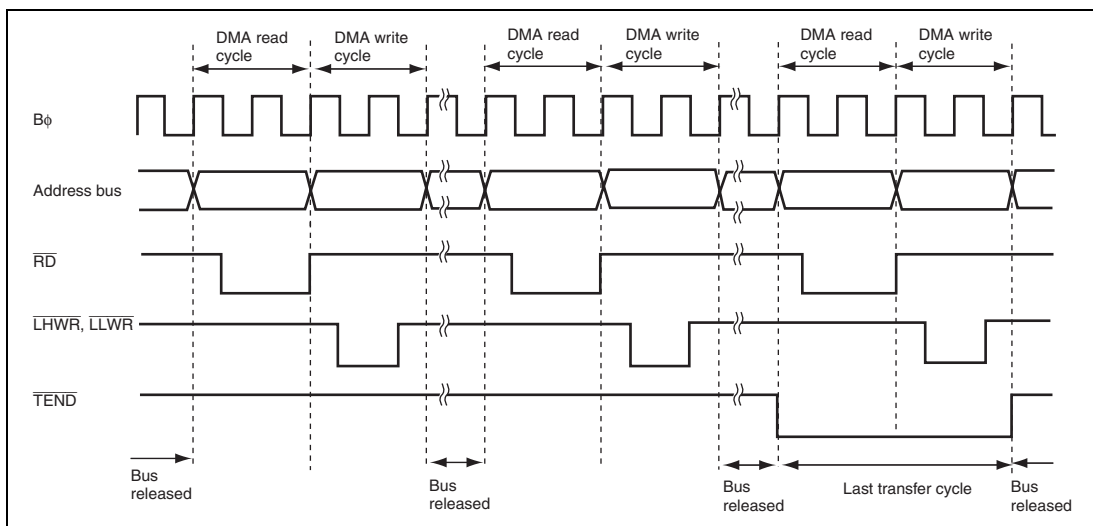 DMA read
cycle
DMA write
cycle
DMA read
cycle
DMA write
cycle
DMA read
cycle
DMA write
cycle
Bϕ
Address bus
RD
LHWR, LLWR
TEND
Bus
released
Bus
released
Bus
released
Last transfer cycle
Bus
released